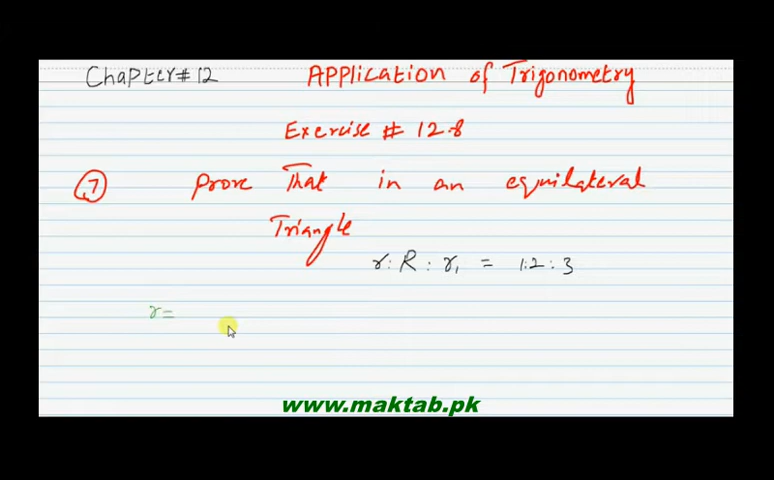 Chapter # 12 Application of Trigonometry
Exercise # 12.8
7 Prove That in an equilateral
Triangle
r : R : r₁ = 1:2 : 3
r =
www.maktab.pk